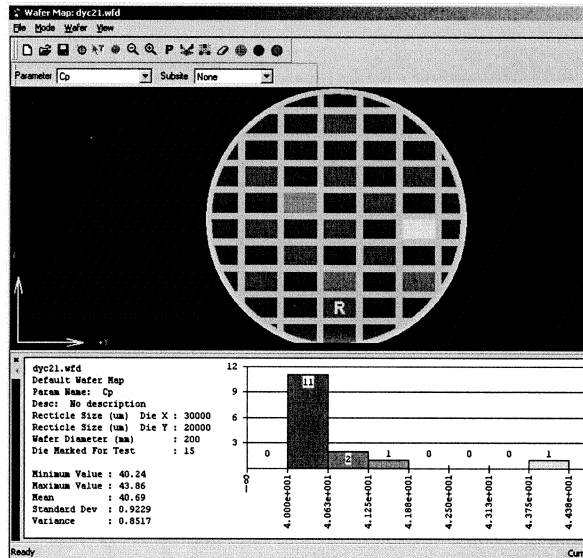 Wafer Map: dyc21.wfd
File Mode Wafer View
P
Parameter Cp Subsite None
R
+Y
dyc21.wfd
Default Wafer Map
Param Name: Cp
Desc: No description
Recticle Size (um) Die X : 30000
Recticle Size (um) Die Y : 20000
Wafer Diameter (mm) : 200
Die Marked For Test : 15
Minimum Value : 40.24
Maximum Value : 43.86
Mean : 40.69
Standard Dev : 0.9229
Variance : 0.8517
12
9
6
3
0 11 2 1 0 0 0 1
-00 4.000e+001 4.063e+001 4.125e+001 4.188e+001 4.250e+001 4.313e+001 4.375e+001 4.438e+001
Ready Curr